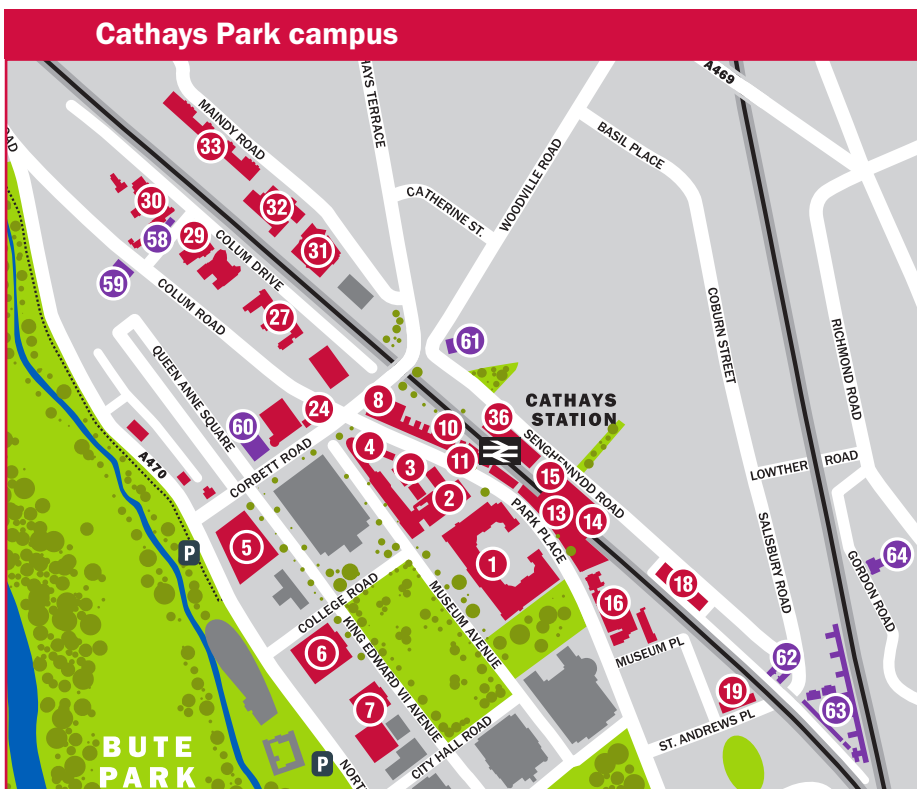 Cathays Park campus
A469
HAYS TERRACE
MAINDY ROAD
BASIL PLACE
OAD
33
WOODVILLE ROAD
CATHERINE ST.
30
32
58
29
31
COLUM DRIVE
59
COLUM ROAD
27
COBURN STREET
RICHMOND ROAD
61
QUEEN ANNE SQUARE
CATHAYS
STATION
8
24
36
60
10
4
11
SENGHENNYDD ROAD
CORBETT ROAD
A470
3
15
LOWTHER ROAD
2
13
14
PARK PLACE
SALISBURY ROAD
5
P
1
64
GORDON ROAD
COLLEGE ROAD
MUSEUM AVENUE
18
16
KING EDWARD VII AVENUE
6
MUSEUM PL
62
19
7
63
ST. ANDREWS PL
CITY HALL ROAD
BUTE
PARK
P
NORT